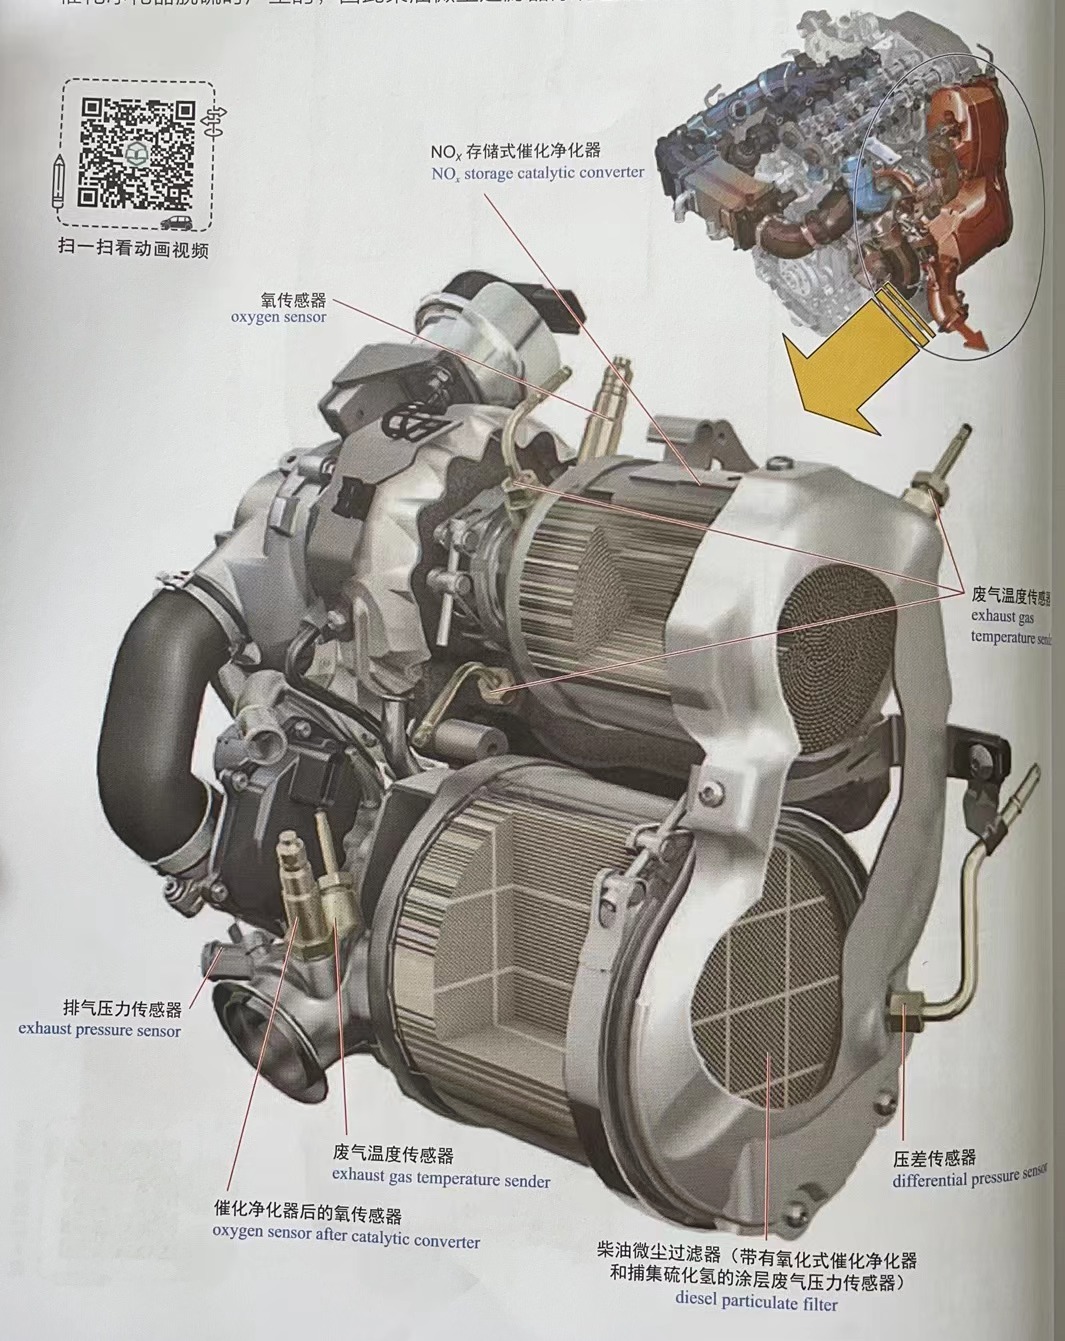 扫一扫看动画视频
NOx 存储式催化净化器
NOx storage catalytic converter
氧传感器
oxygen sensor
废气温度传感器
exhaust gas
temperature
排气压力传感器
exhaust pressure sensor
废气温度传感器
exhaust gas temperature sender
催化净化器后的氧传感器
oxygen sensor after catalytic converter
压差传感器
differential pressure sensor
柴油微尘过滤器（带有氧化式催化净化器
和捕集硫化氢的涂层废气压力传感器）
diesel particulate filter